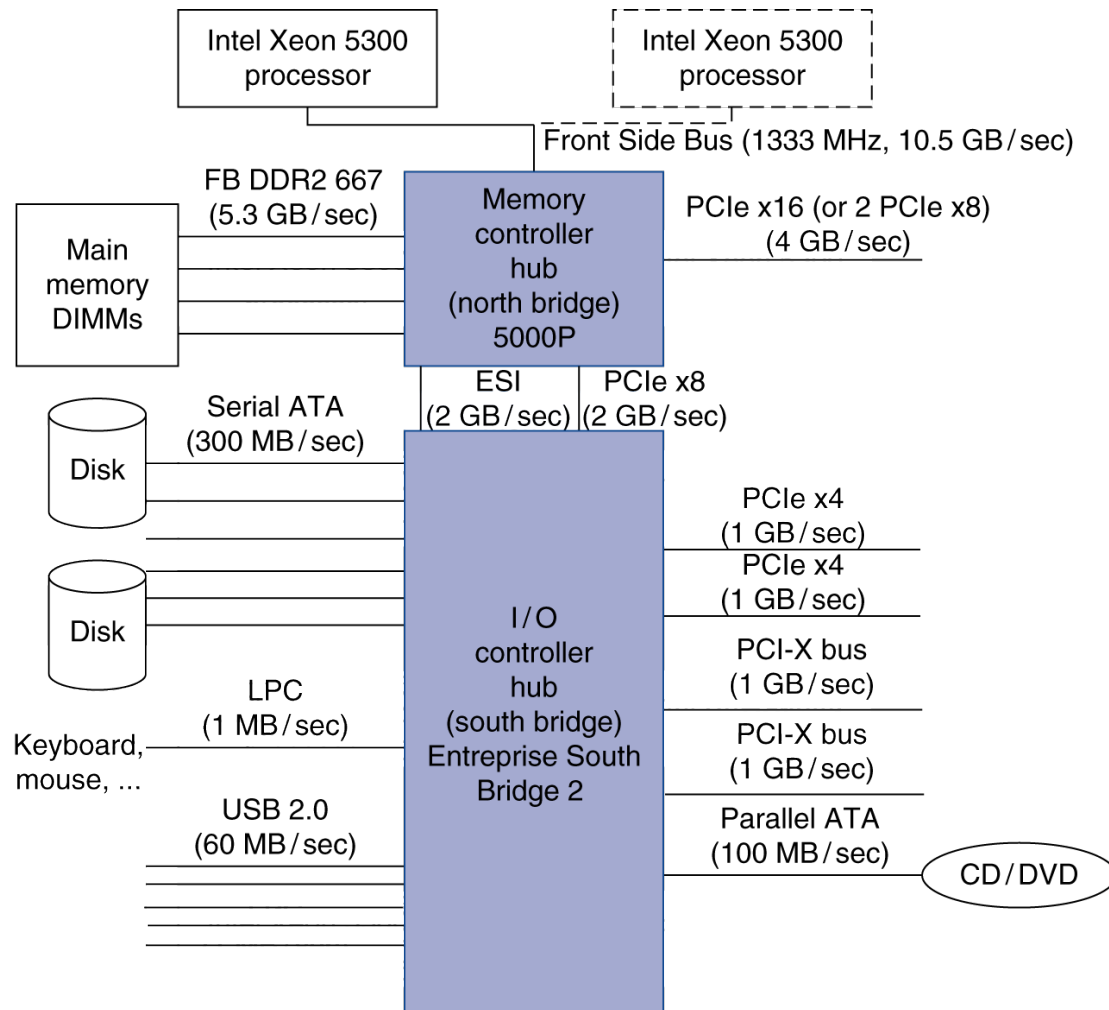 Intel Xeon 5300
processor
Intel Xeon 5300
processor
Front Side Bus (1333 MHz, 10.5 GB/sec)
FB DDR2 667
(5.3 GB/sec)
Main
memory
DIMMs
Memory
controller
hub
(north bridge)
5000P
PCIe x16 (or 2 PCIe x8)
(4 GB/sec)
ESI
(2 GB/sec)
PCIe x8
(2 GB/sec)
Serial ATA
(300 MB/sec)
Disk
Disk
LPC
(1 MB/sec)
Keyboard,
mouse, ...
USB 2.0
(60 MB/sec)
I/O
controller
hub
(south bridge)
Entreprise South
Bridge 2
PCIe x4
(1 GB/sec)
PCIe x4
(1 GB/sec)
PCI-X bus
(1 GB/sec)
PCI-X bus
(1 GB/sec)
Parallel ATA
(100 MB/sec)
CD/DVD